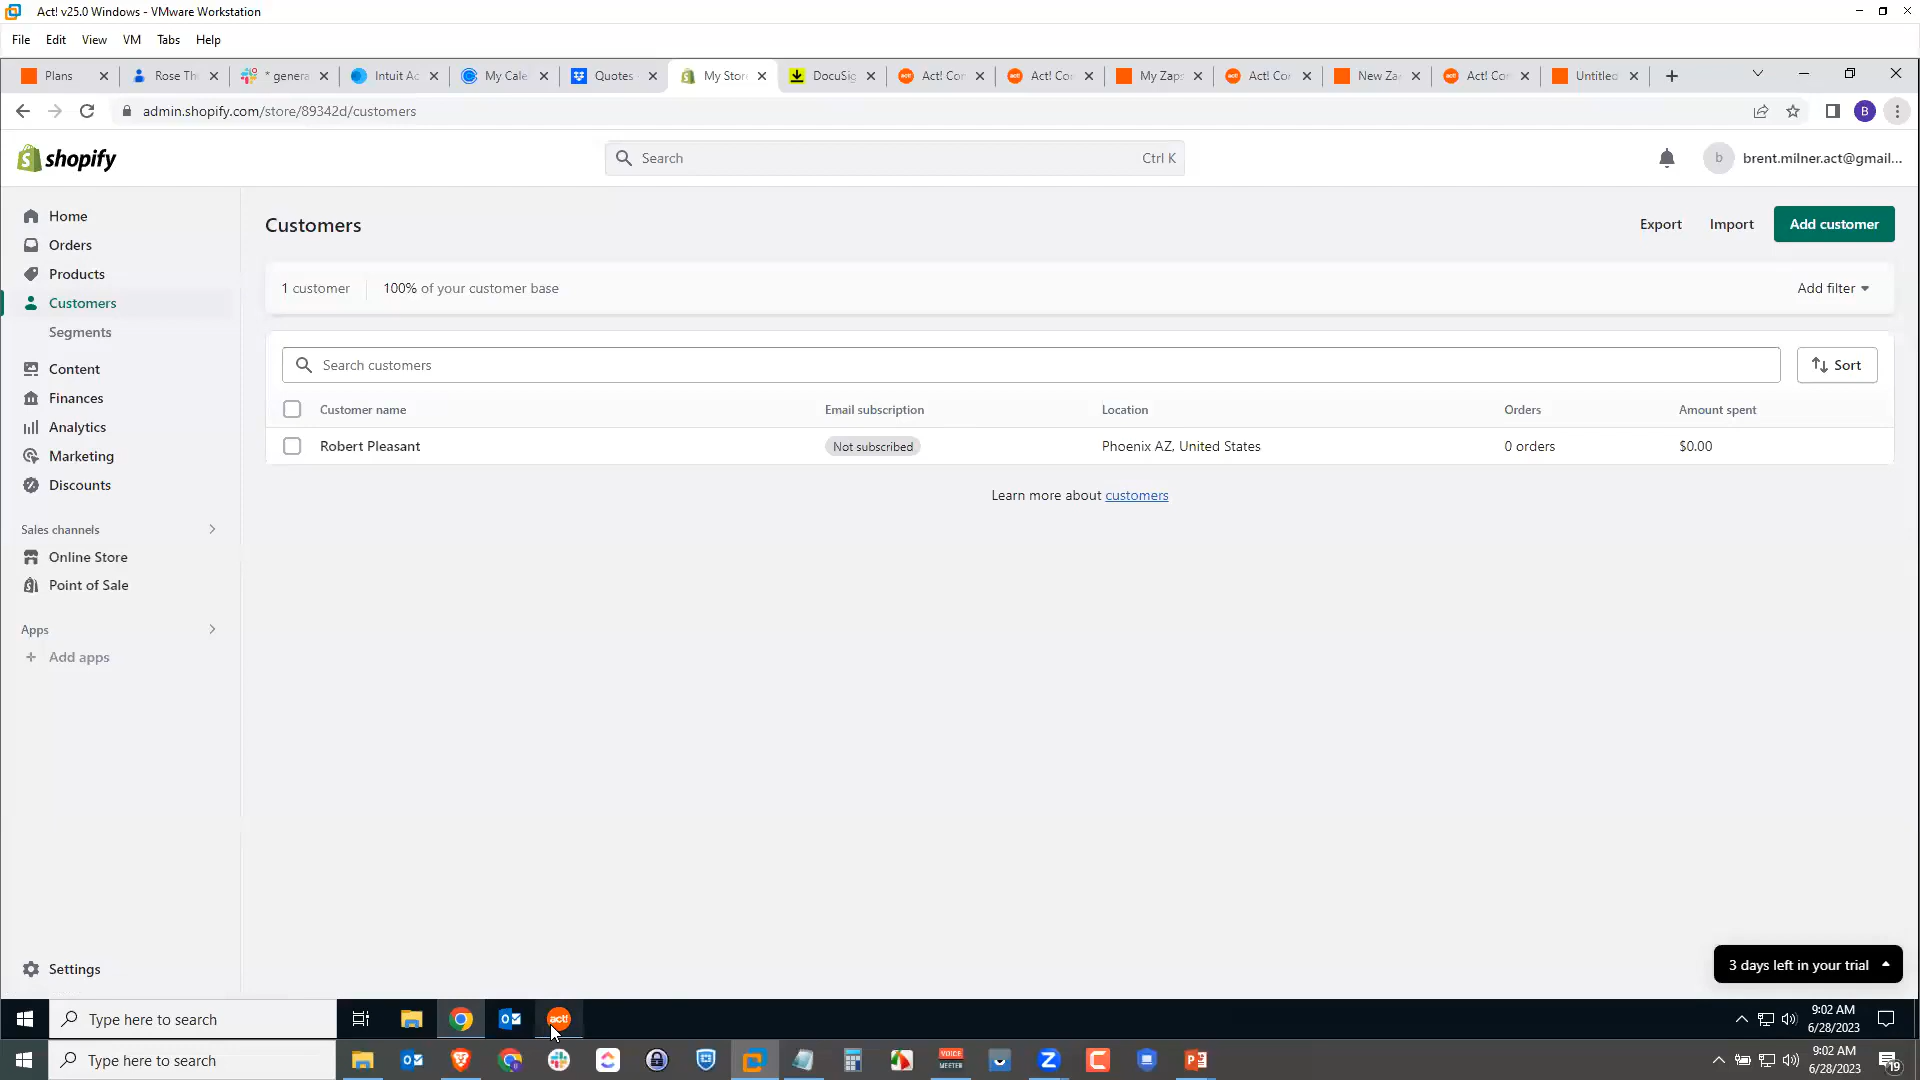 Act! v25.0 Windows - VMware Workstation
File Edit View VM Tabs Help
Plans Rose Th * genera Intuit Ac My Cale Quotes My Stor DocuSig Act! Con Act! Co My Zaps Act! Co New Za Act! Con Untitled
admin.shopify.com/store/89342d/customers B
shopify Search Ctrl K b brent.milner.act@gmail...
Home
Orders
Products
Customers
Segments
Content
Finances
Analytics
Marketing
Discounts
Sales channels
Online Store
Point of Sale
Apps
Add apps
Settings
Customers Export Import Add customer
1 customer 100% of your customer base Add filter
Search customers Sort
Customer name Email subscription Location Orders Amount spent
Robert Pleasant Not subscribed Phoenix AZ, United States 0 orders $0.00
Learn more about customers
3 days left in your trial
Type here to search act! 9:02 AM
6/28/2023
Type here to search VOICE MEETER 9:02 AM
6/28/2023 19